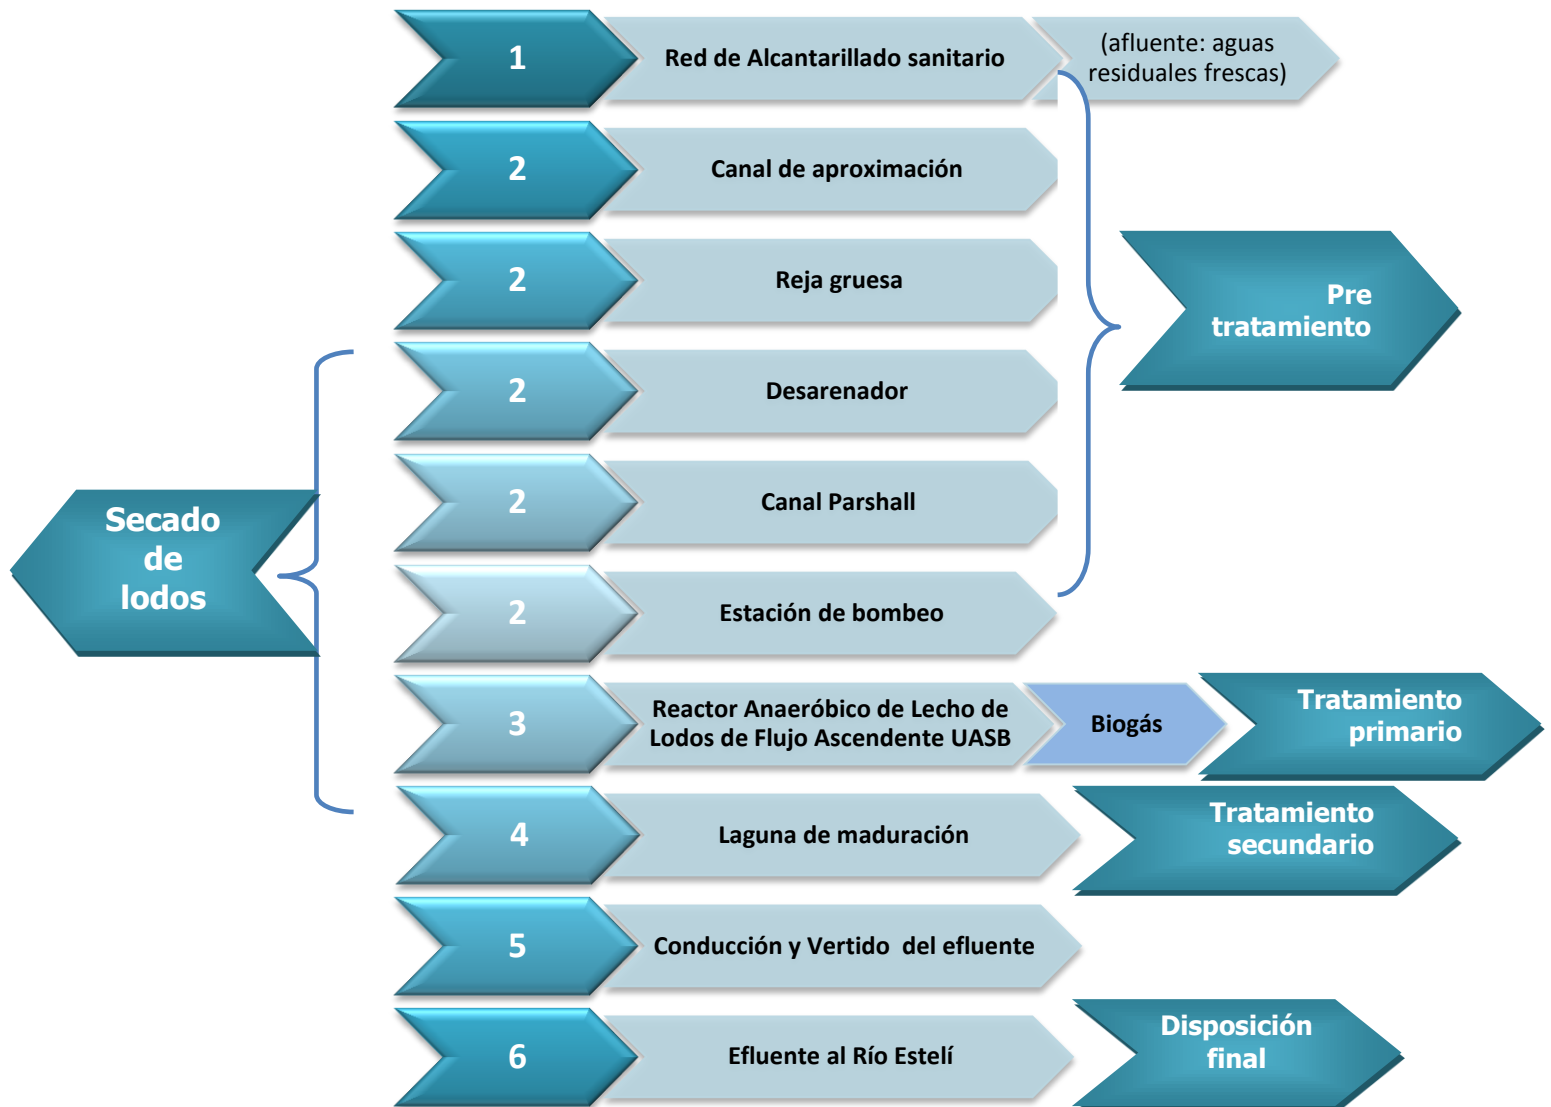 1
Red de Alcantarillado sanitario
(afluente: aguas
residuales frescas)
2
Canal de aproximación
2
Reja gruesa
Pre
tratamiento
2
Desarenador
2
Canal Parshall
Secado
de
lodos
2
Estación de bombeo
3
Reactor Anaeróbico de Lecho de
Lodos de Flujo Ascendente UASB
Biogás
Tratamiento
primario
4
Laguna de maduración
Tratamiento
secundario
5
Conducción y Vertido  del efluente
6
Efluente al Río Estelí
Disposición
final